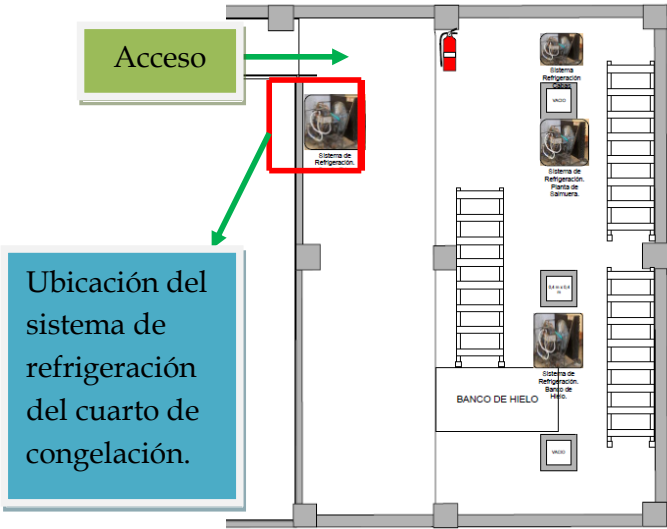 Acceso
Sistema
Refrigeración
VACIO
Sistema de
Refrigeración.
Sistema de
Refrigeración.
Planta de
Salmuera.
Ubicación del
sistema de
refrigeración
del cuarto de
congelación.
Sistema de
Refrigeración.
Banco de
Hielo.
BANCO DE HIELO
VACIO